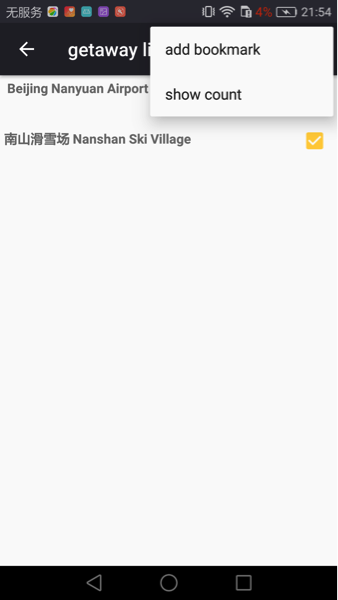 无服务 4% 21:54
getaway li
add bookmark
show count
Beijing Nanyuan Airport
南山滑雪场 Nanshan Ski Village